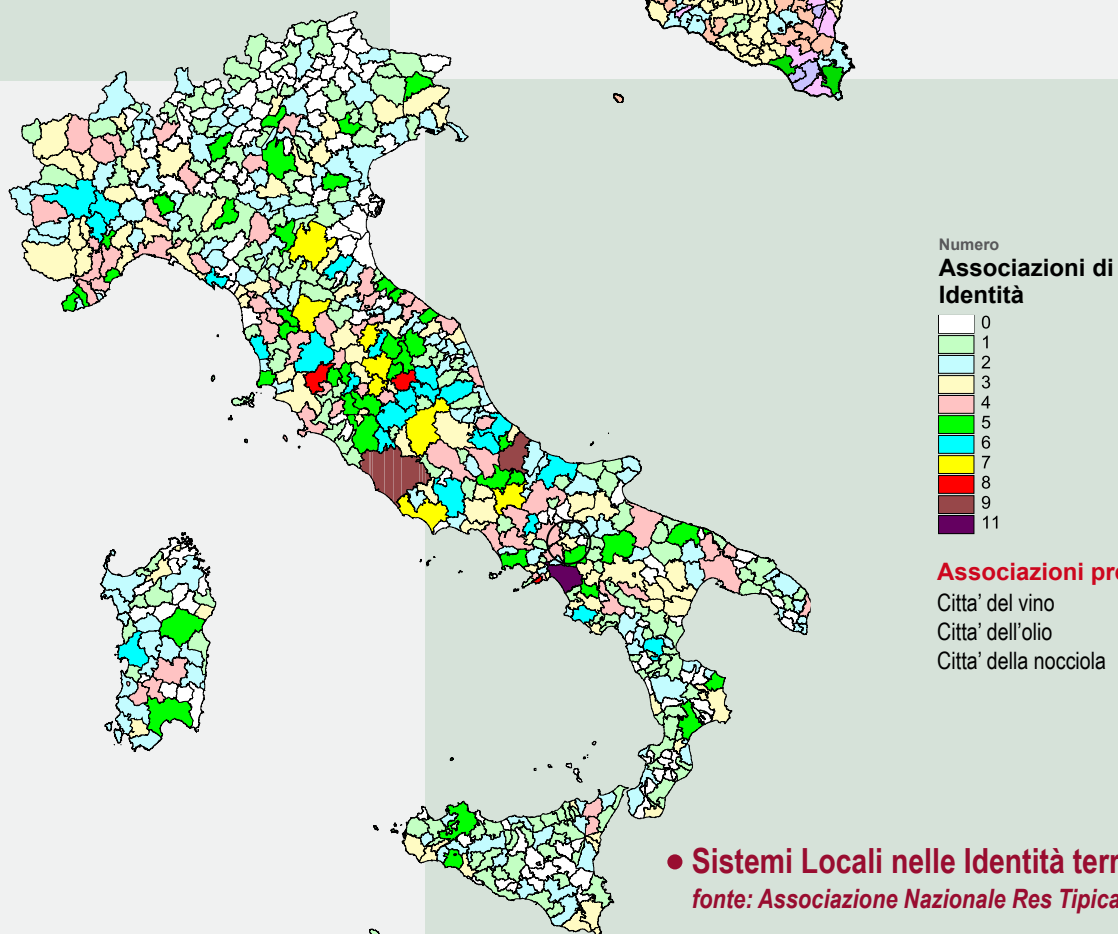 Numero
Associazioni di
Identità
0
1
2
3
4
5
6
7
8
9
11
Associazioni pr
Citta' del vino
Citta' dell'olio
Citta' della nocciola
• Sistemi Locali nelle Identità terr
fonte: Associazione Nazionale Res Tipica